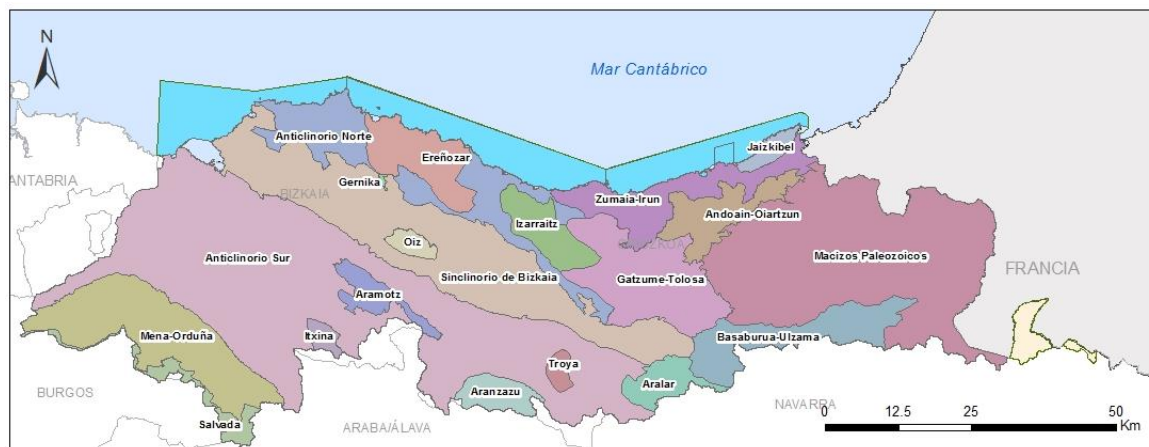 N
Mar Cantábrico
Jaizkibel
Anticlinorio Norte
Ereñozar
ANTABRIA
Gernika
BIZKAIA
Zumaia-Irun
Andoain-Oiartzun
Izarraitz
Oiz
Anticlinorio Sur
Macizos Paleozoicos
FRANCIA
Sinclinorio de Bizkaia
Gatzume-Tolosa
Aramotz
Mena-Orduña
Itxina
Basaburua-Ulzama
Troya
Aralar
Aranzazu
BURGOS
NAVARRA
Salvada
ARABA/ÁLAVA
0 12.5 25 50
Km